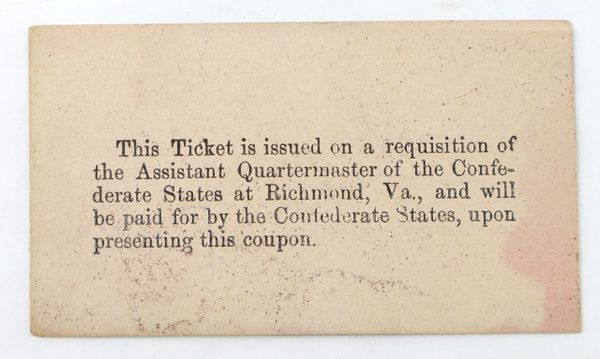 This Ticket is issued on a requisition of
the Assistant Quartermaster of the Confe-
derate States at Richmond, Va., and will
be paid for by the Confederate States, upon
presenting this coupon.